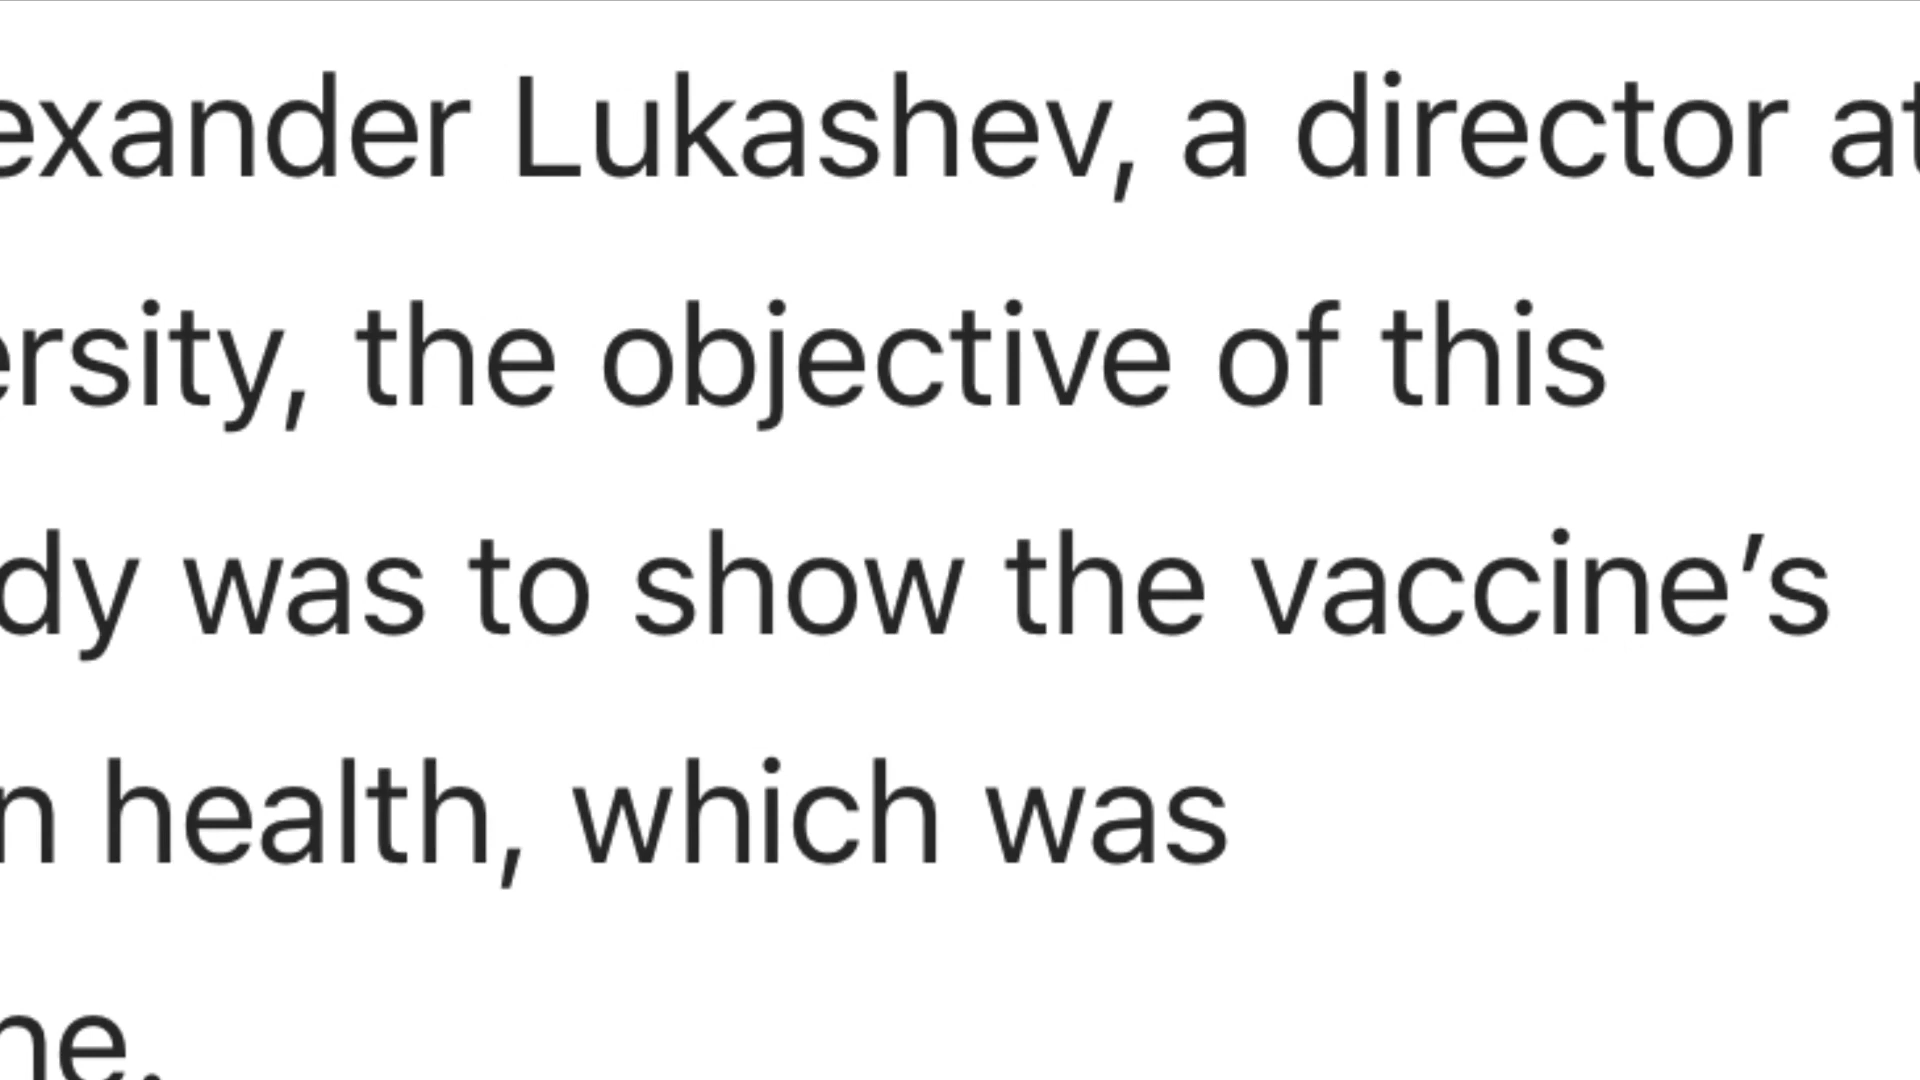 exander Lukashev, a director at
ersity, the objective of this
dy was to show the vaccine’s
n health, which was
ne.